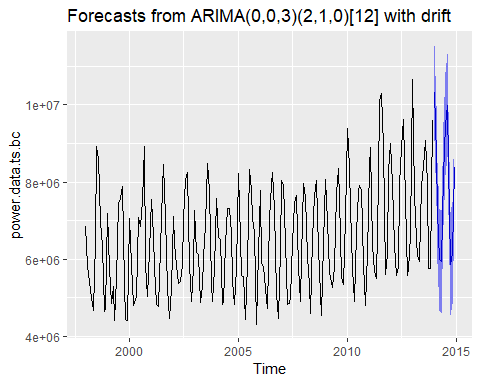 Forecasts from ARIMA(0,0,3)(2,1,0)[12] with drift
1e+07
8e+06
6e+06
4e+06
power.data.ts.bc
2000
2005
2010
2015
Time